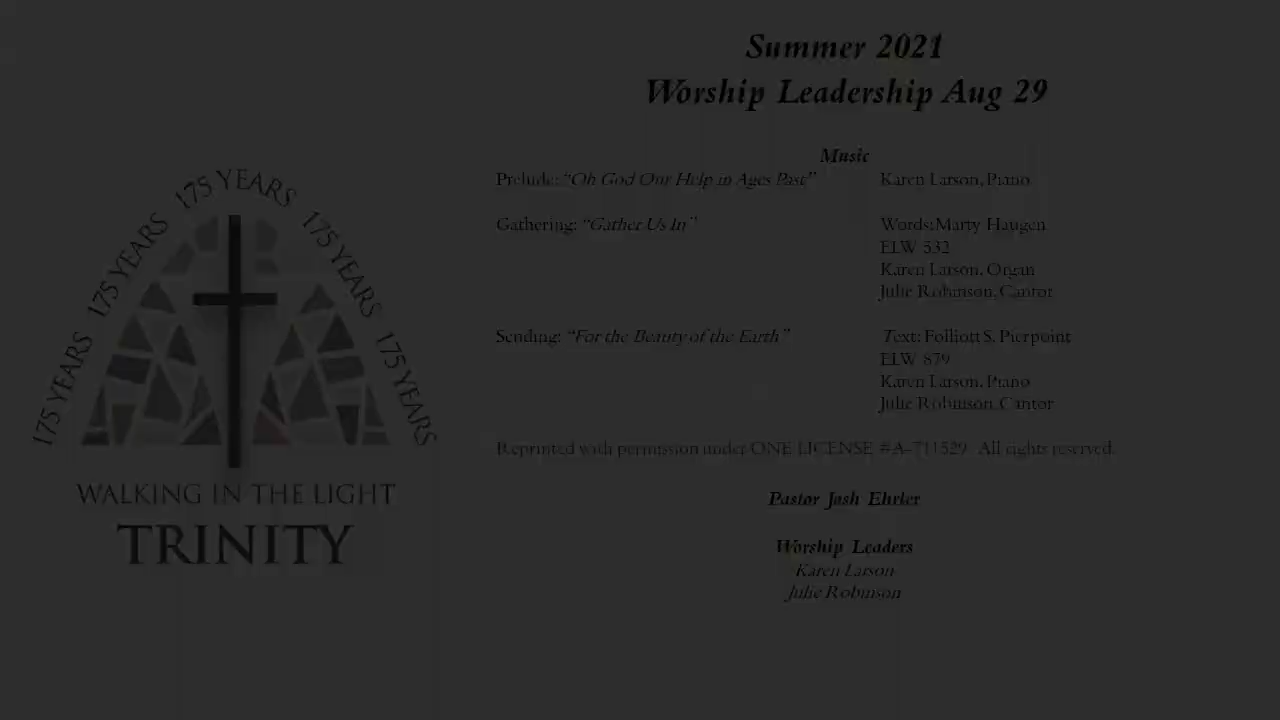 Summer 2021
Worship Leadership Aug 29
Music
Prelude: “Oh God Our Help in Ages Past” Karen Larson, Piano
Gathering: “Gather Us In” Words: Marty Haugen
ELW 532
Karen Larson, Organ
Julie Robinson, Cantor
Sending: “For the Beauty of the Earth” Text: Folliott S. Pierpoint
ELW 879
Karen Larson, Piano
Julie Robinson, Cantor
Reprinted with permission under ONE LICENSE #A-711529. All rights reserved.
Pastor Josh Ehrler
Worship Leaders
Karen Larson
Julie Robinson
175 YEARS 175 YEARS 175 YEARS 175 YEARS 175 YEARS
WALKING IN THE LIGHT
TRINITY